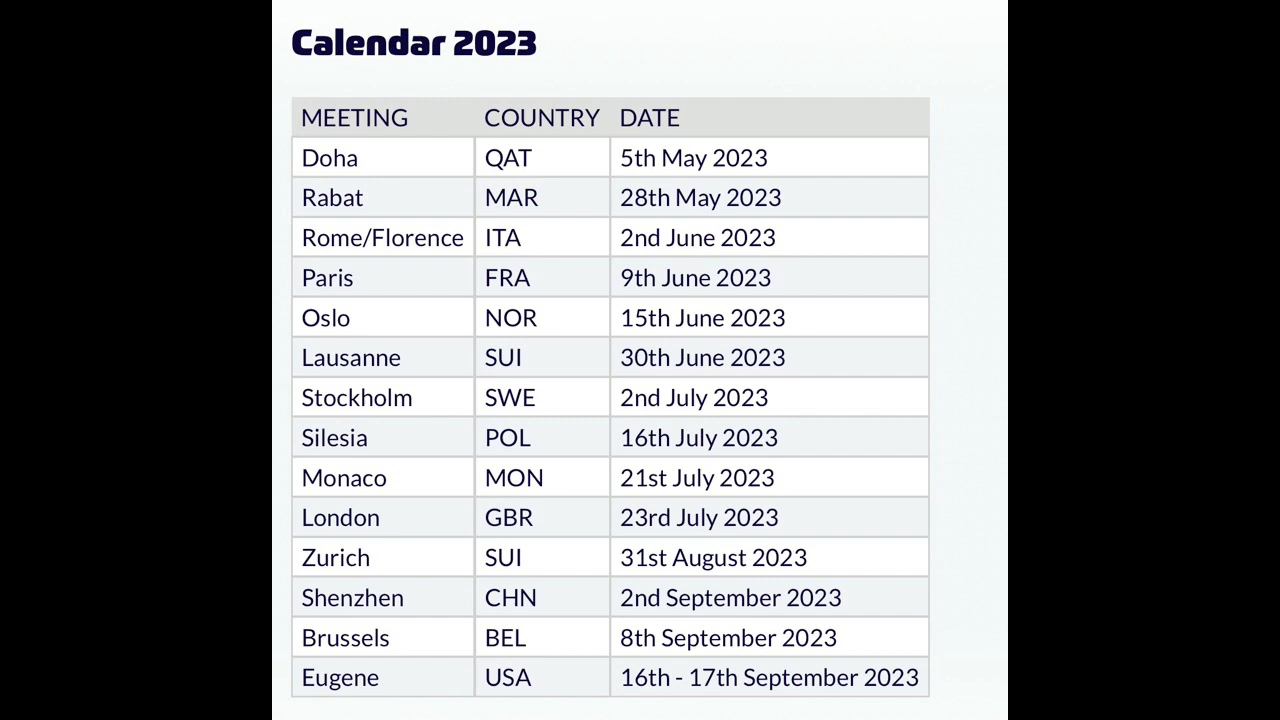 Calendar 2023
MEETING COUNTRY DATE
Doha QAT 5th May 2023
Rabat MAR 28th May 2023
Rome/Florence ITA 2nd June 2023
Paris FRA 9th June 2023
Oslo NOR 15th June 2023
Lausanne SUI 30th June 2023
Stockholm SWE 2nd July 2023
Silesia POL 16th July 2023
Monaco MON 21st July 2023
London GBR 23rd July 2023
Zurich SUI 31st August 2023
Shenzhen CHN 2nd September 2023
Brussels BEL 8th September 2023
Eugene USA 16th - 17th September 2023